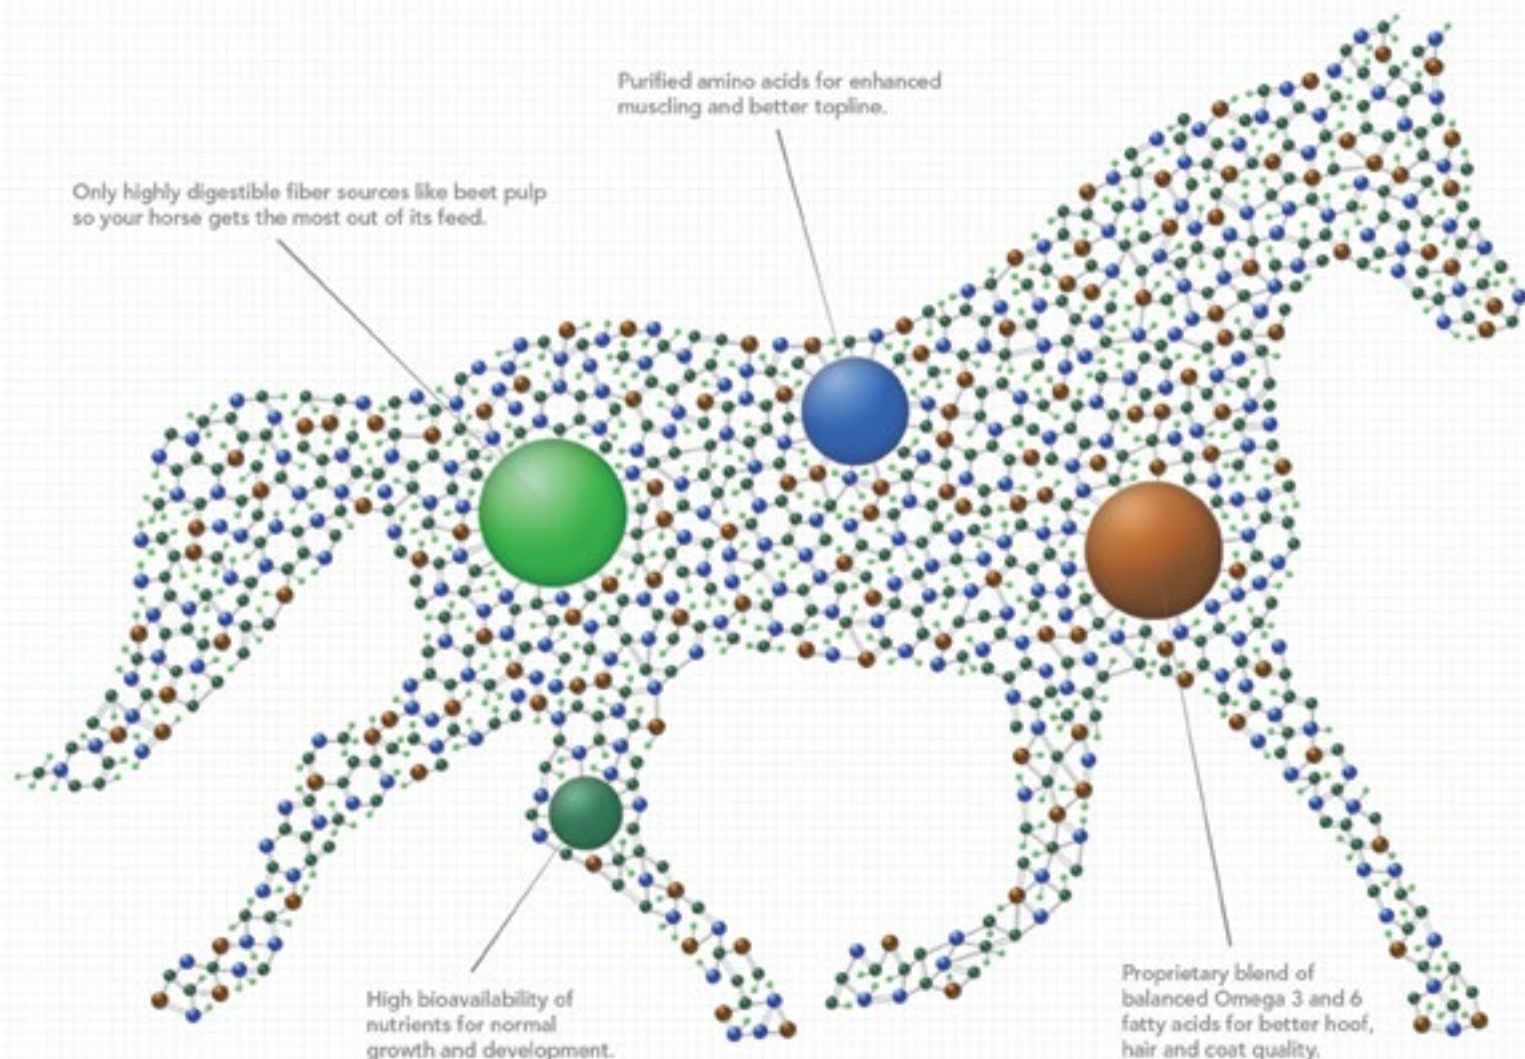 Purified amino acids for enhanced
muscling and better topline.
Only highly digestible fiber sources like beet pulp
so your horse gets the most out of its feed.
High bioavailability of
nutrients for normal
growth and development.
Proprietary blend of
balanced Omega 3 and 6
fatty acids for better hoof,
hair and coat quality.